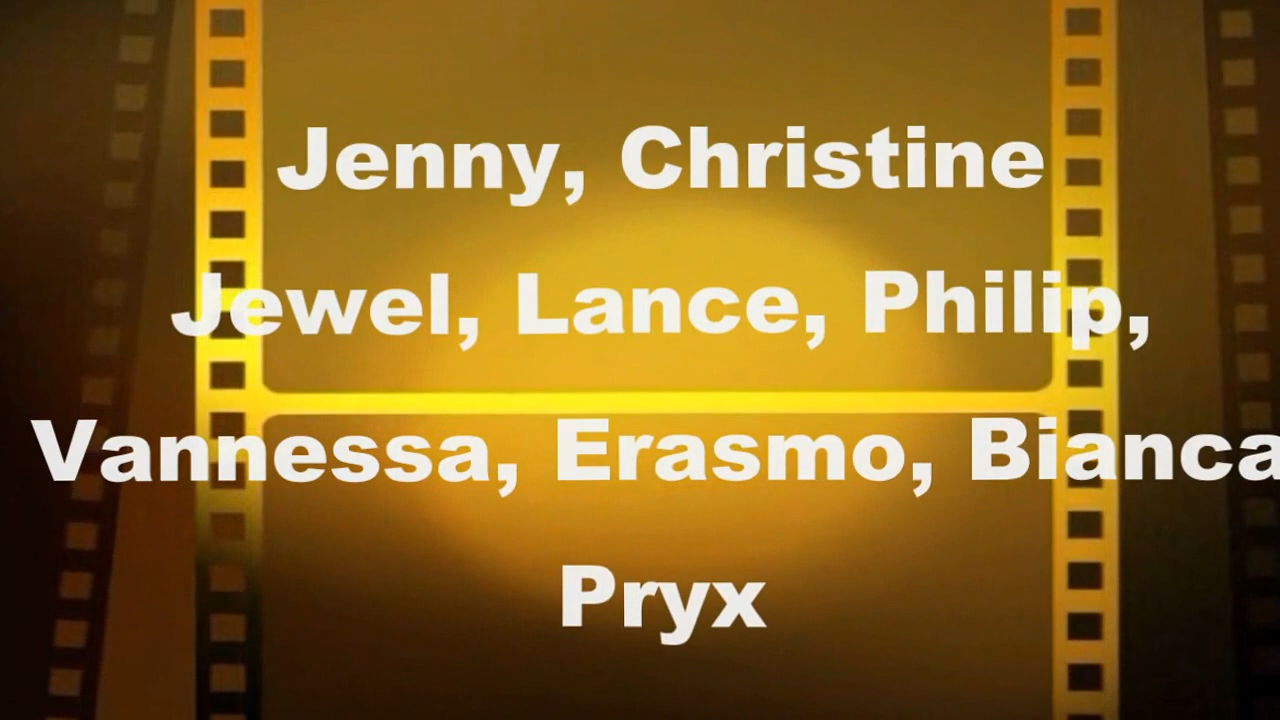 Jenny, Christine
Jewel, Lance, Philip,
Vannessa, Erasmo, Bianca
Pryx